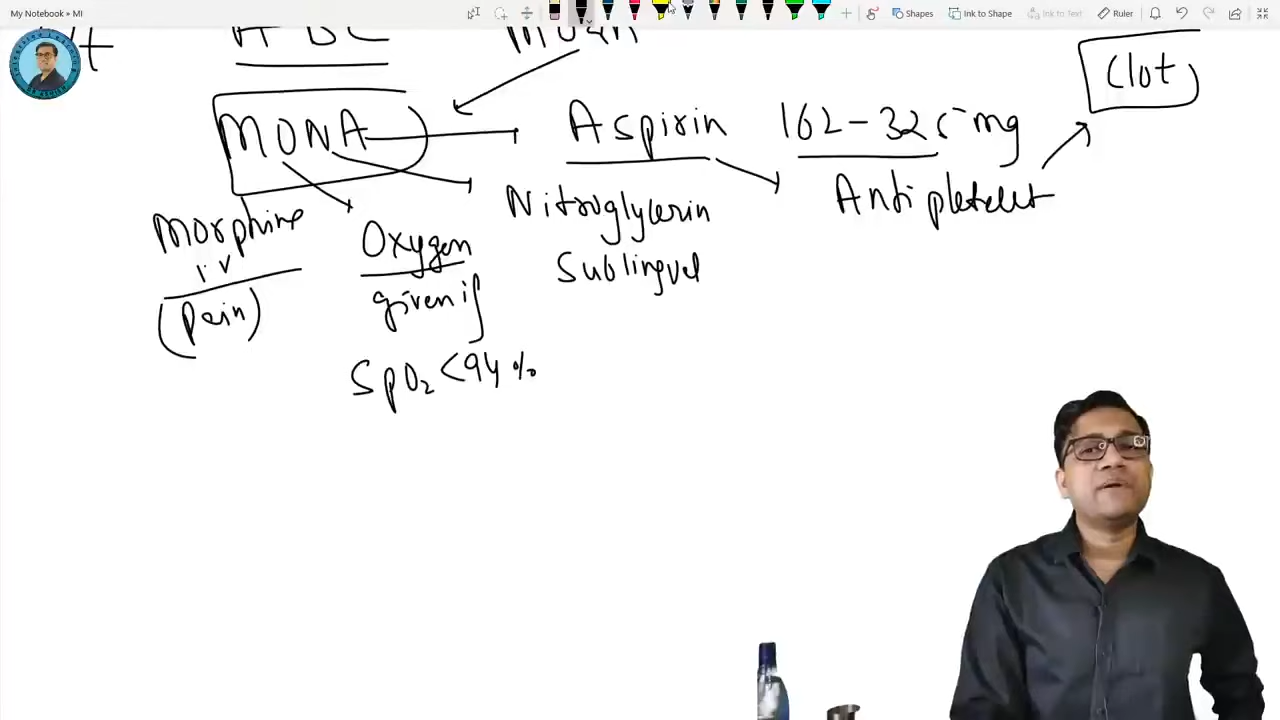 My Notebook » MI
Shapes
Ink to Shape
Ink to Text
Ruler
Clot
MONA
Aspirin 162-325 mg
Antiplatelet
Nitroglycerin
Sublingual
Morphine
i.v
(Pain)
Oxygen
given if
SpO2 <94%